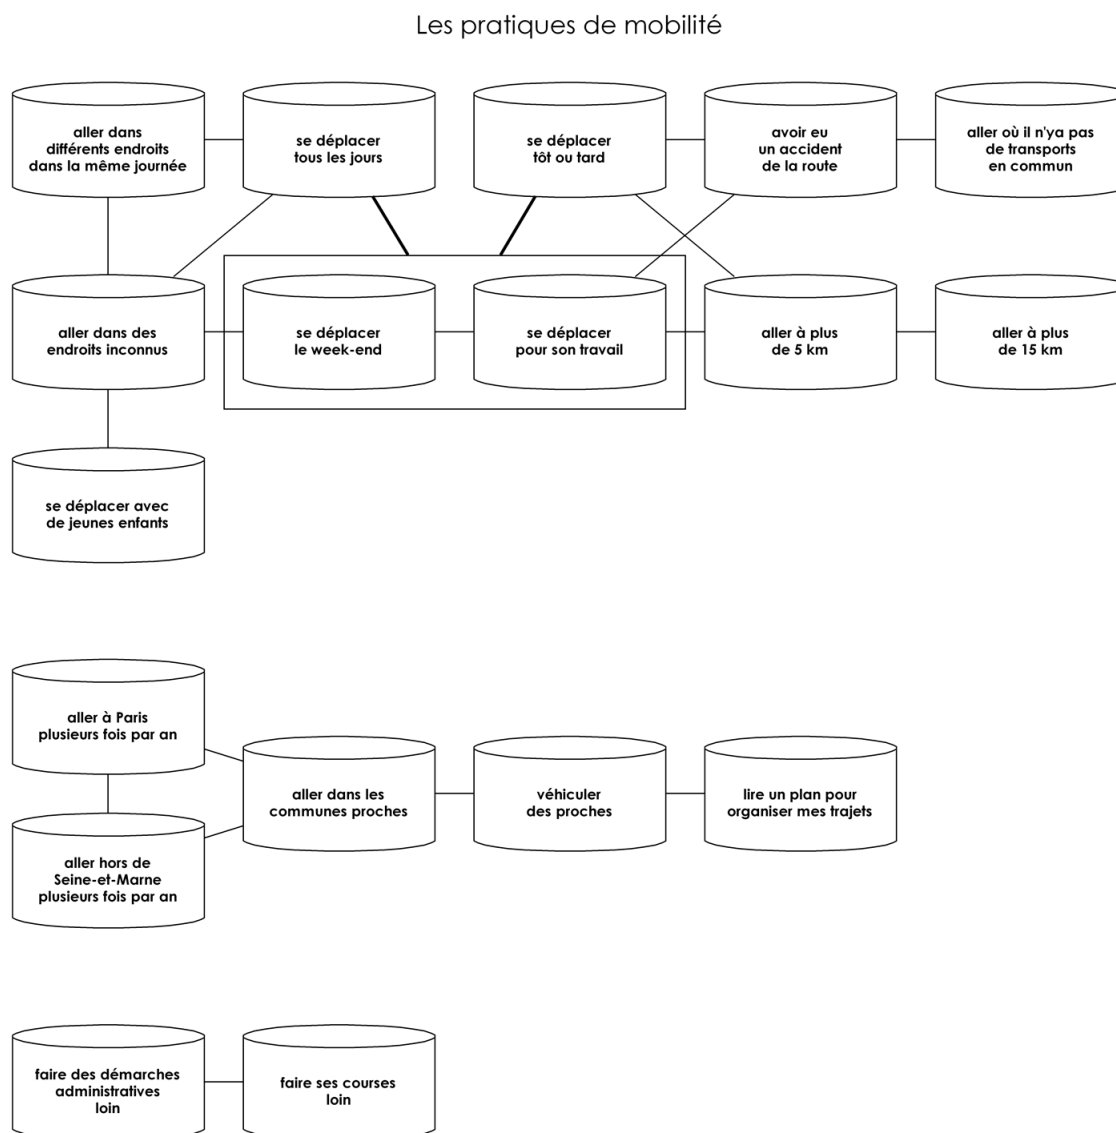 Les pratiques de mobilité
aller dans
différents endroits
dans la même journée
se déplacer
tous les jours
se déplacer
tôt ou tard
avoir eu
un accident
de la route
aller où il n'ya pas
de transports
en commun
aller dans des
endroits inconnus
se déplacer
le week-end
se déplacer
pour son travail
aller à plus
de 5 km
aller à plus
de 15 km
se déplacer avec
de jeunes enfants
aller à Paris
plusieurs fois par an
aller dans les
communes proches
véhiculer
des proches
lire un plan pour
organiser mes trajets
aller hors de
Seine-et-Marne
plusieurs fois par an
faire des démarches
administratives
loin
faire ses courses
loin